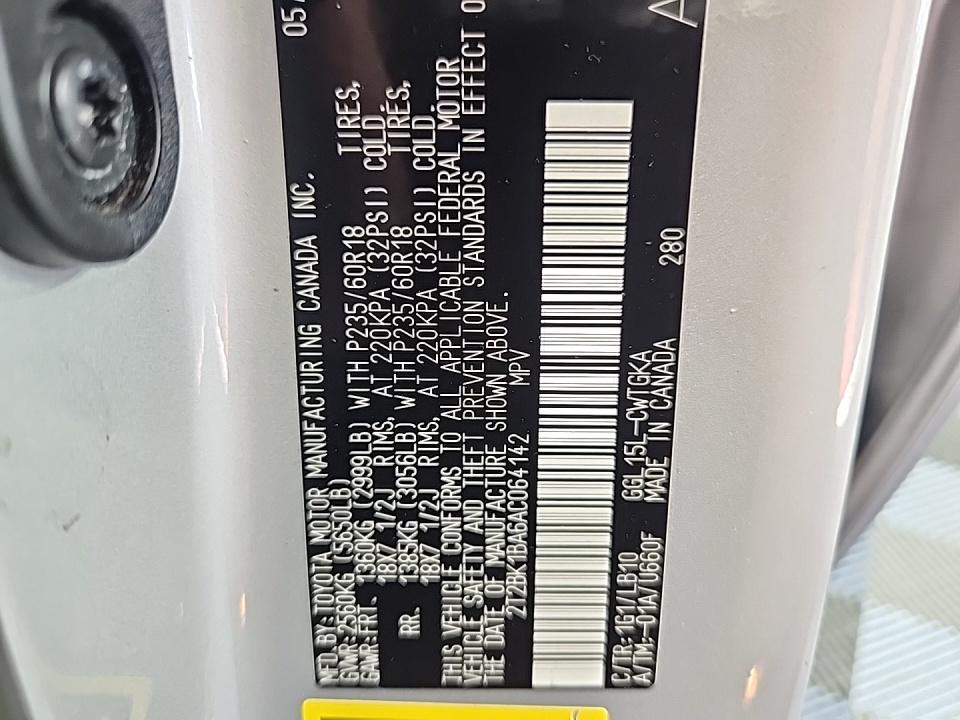 05/
MFD. BY: TOYOTA MOTOR MANUFACTURING CANADA INC.
GVWR: 2560KG (5650LB)
GAWR: FRT. 1360KG (2999LB) WITH P235/60R18 TIRES,
18X7 1/2J RIMS, AT 220KPA (32PSI) COLD.
RR. 1385KG (3056LB) WITH P235/60R18 TIRES,
18X7 1/2J RIMS, AT 220KPA (32PSI) COLD.
THIS VEHICLE CONFORMS TO ALL APPLICABLE FEDERAL MOTOR
VEHICLE SAFETY AND THEFT PREVENTION STANDARDS IN EFFECT O
THE DATE OF MANUFACTURE SHOWN ABOVE.
2T2BK1BA6AC064142 MPV
C/TR: 1G1/LB10 GGL15L-CWTGKA 280
A/TM: -01A/U660F MADE IN CANADA
A